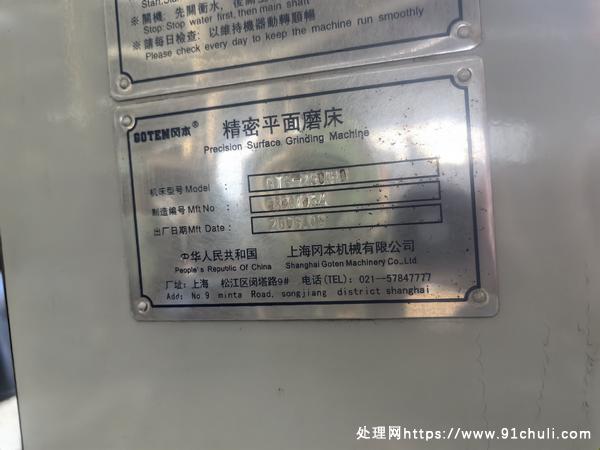 Stop: Stop water first, then main shaft
※請每日檢查: 以維持機器動轉順暢
Please check every day to keep the machine run smoothly
GOTEN冈本® 精密平面磨床
Precision Surface Grinding Machine
机床型号 Model :
制造编号 Mft No :
出厂日期 Mft Date :
中华人民共和国 上海冈本机械有限公司
People's Republic Of China Shanghai Goten Machinery Co.,Ltd.
厂址: 上海 松江区闵塔路9# 电话(TEL): 021—57847777
Add: No.9 minta Road, songjiang district shanghai
处理网https://www.91chuli.com/